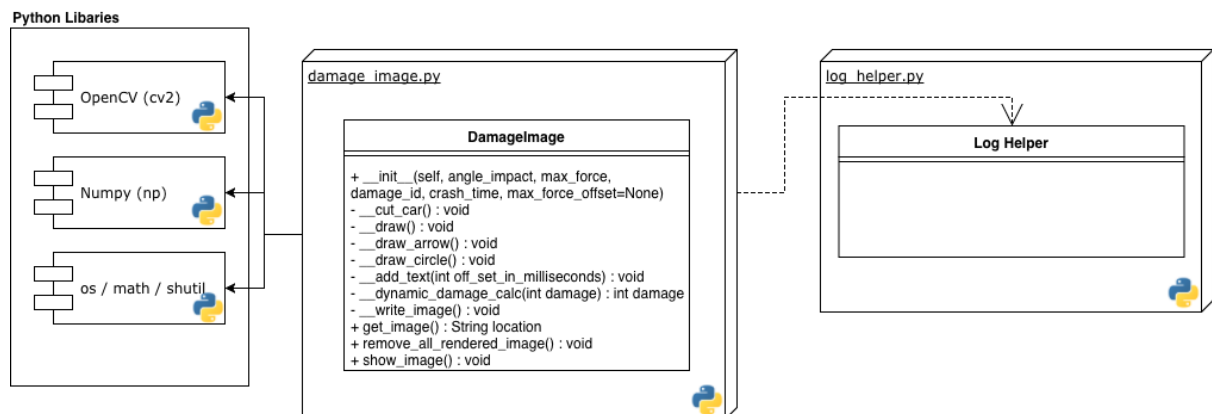 Python Libaries
OpenCV (cv2)
Numpy (np)
os / math / shutil
damage_image.py
DamageImage
+ __init__(self, angle_impact, max_force,
damage_id, crash_time, max_force_offset=None)
- __cut_car() : void
- __draw() : void
- __draw_arrow() : void
- __draw_circle() : void
- __add_text(int off_set_in_milliseconds) : void
- __dynamic_damage_calc(int damage) : int damage
- __write_image() : void
+ get_image() : String location
+ remove_all_rendered_image() : void
+ show_image() : void
log_helper.py
Log Helper